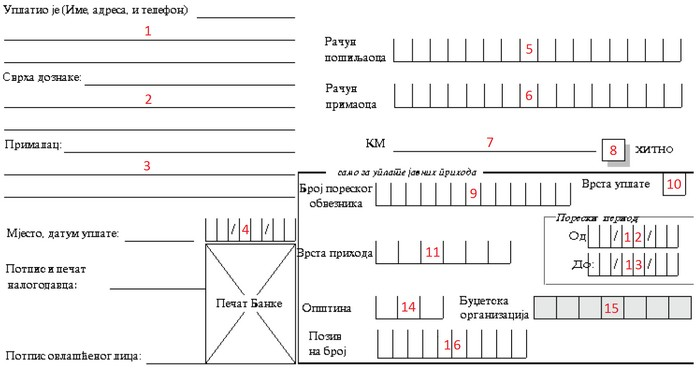 Уплатио је (Име, адреса, и телефон)
1
Сврха дознаке:
2
Прималац:
3
Мјесто, датум уплате:
/ 4 /
Потпис и печат
налогодавца:
Печат Банке
Потпис овлашћеног лица:
Рачун
пошиљаоца
5
Рачун
примаоца
6
КМ
7
8
хитно
само за уплате јавних прихода
Број пореског
обвезника
9
Врста уплате
10
Порески период
Од
/ 12 /
До:
/ 13 /
Врста прихода
11
Општина
14
Буџетска
организација
15
Позив
на број
16